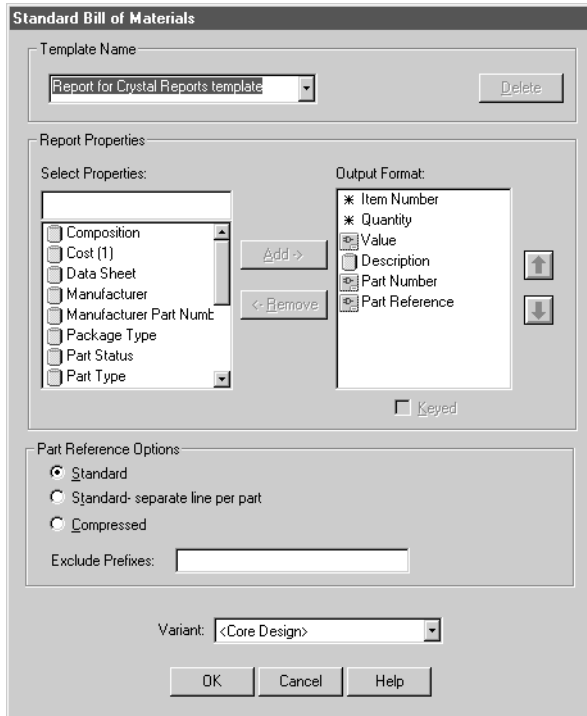 Standard Bill of Materials
Template Name
Report for Crystal Reports template
Delete
Report Properties
Select Properties:
Composition
Cost (1)
Data Sheet
Manufacturer
Manufacturer Part Numb
Package Type
Part Status
Part Type
Add ->
<- Remove
Output Format:
Item Number
Quantity
Value
Description
Part Number
Part Reference
Keyed
Part Reference Options
Standard
Standard- separate line per part
Compressed
Exclude Prefixes:
Variant: <Core Design>
OK Cancel Help